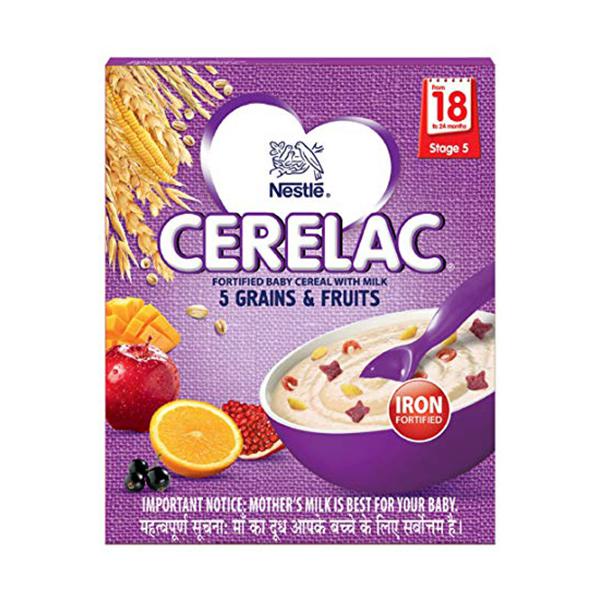 From
18
to 24 months
Stage 5
Nestlé®
CERELAC®
FORTIFIED BABY CEREAL WITH MILK
5 GRAINS & FRUITS
IRON
FORTIFIED
IMPORTANT NOTICE: MOTHER'S MILK IS BEST FOR YOUR BABY.
महत्वपूर्ण सूचना: माँ का दूध आपके बच्चे के लिए सर्वोत्तम है।